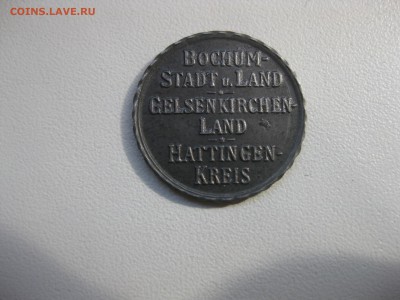 COINS.LAVE.RU
BOCHUM-
STADT U. LAND
GELSENKIRCHEN-
LAND
HATTINGEN-
KREIS